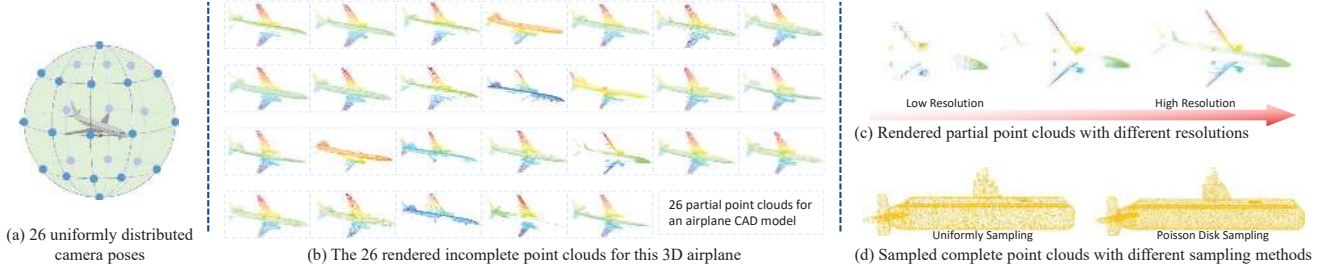 (a) 26 uniformly distributed
camera poses
26 partial point clouds for
an airplane CAD model
(b) The 26 rendered incomplete point clouds for this 3D airplane
Low Resolution
High Resolution
(c) Rendered partial point clouds with different resolutions
Uniformly Sampling
Poisson Disk Sampling
(d) Sampled complete point clouds with different sampling methods